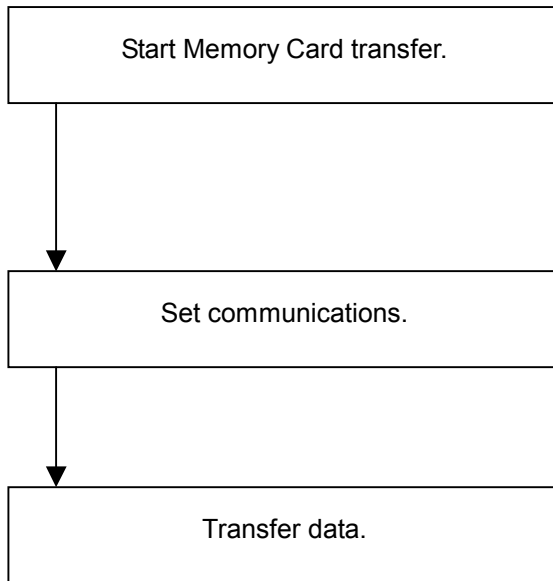 Start Memory Card transfer.
Set communications.
Transfer data.